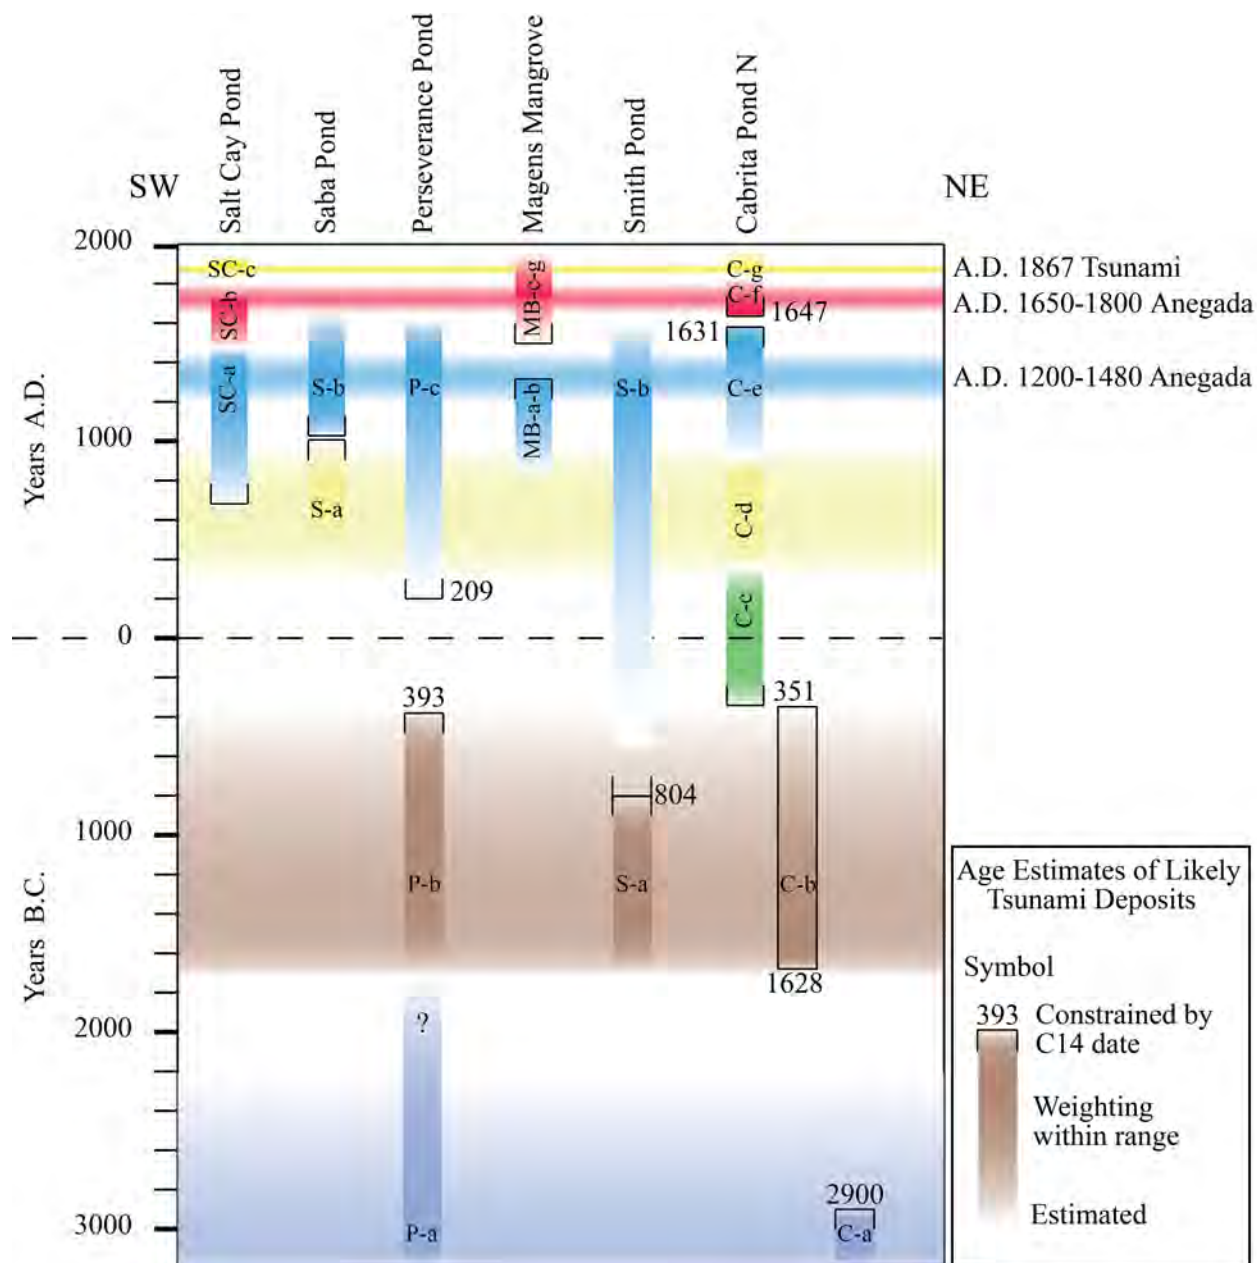 Salt Cay Pond
Saba Pond
Perseverance Pond
Magens Mangrove
Smith Pond
Cabrita Pond N
SW
NE
2000
SC-c
C-g
A.D. 1867 Tsunami
SC-b
MB-c-g
C-f
1647
A.D. 1650-1800 Anegada
1631
SC-a
S-b
P-c
MB-a-b
S-b
C-e
A.D. 1200-1480 Anegada
Years A.D.
1000
S-a
C-d
209
C-c
0
393
351
804
1000
P-b
S-a
C-b
Years B.C.
1628
2000
?
2900
3000
P-a
C-a
Age Estimates of Likely
Tsunami Deposits
Symbol
393
Constrained by
C14 date
Weighting
within range
Estimated